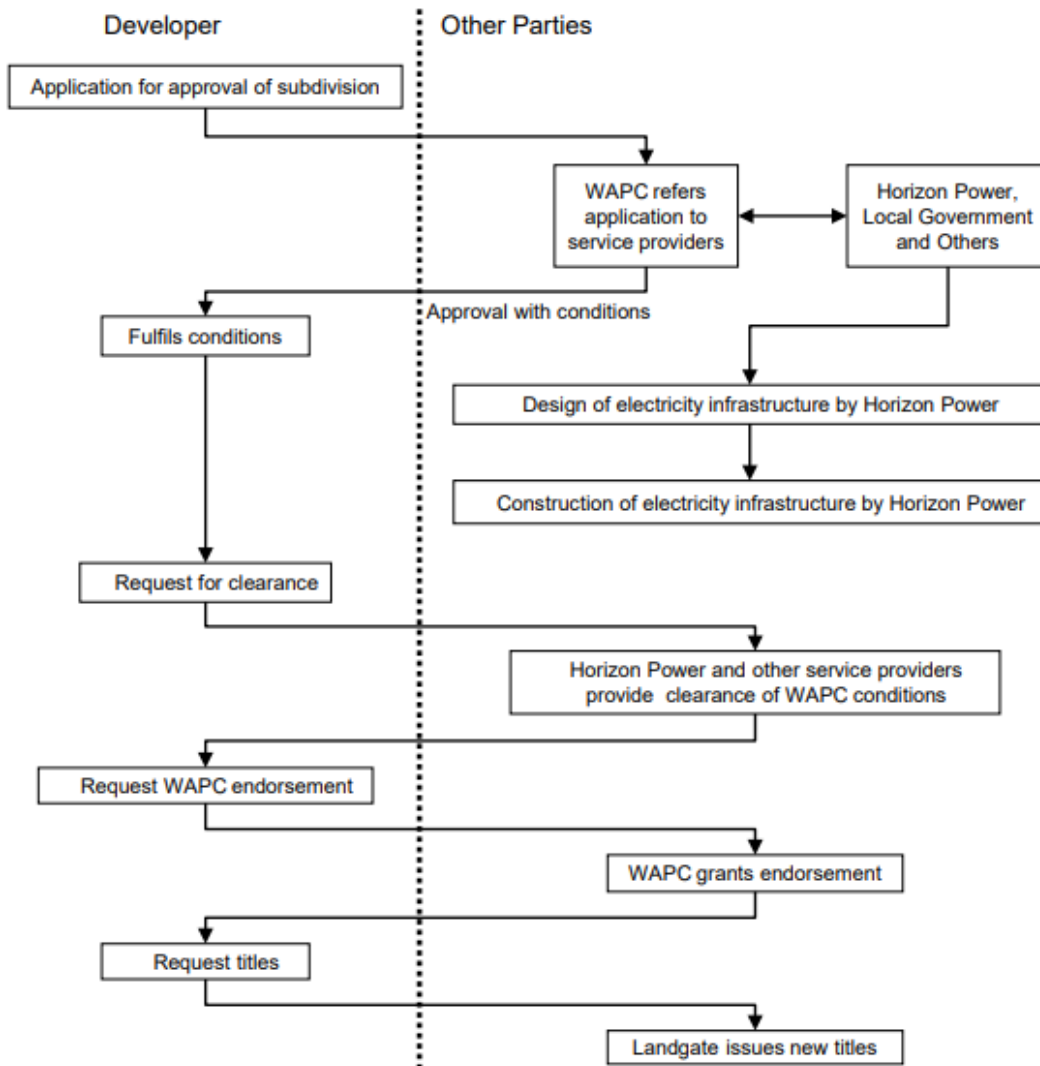 Developer
Other Parties
Application for approval of subdivision
WAPC refers
application to
service providers
Horizon Power,
Local Government
and Others
Approval with conditions
Fulfils conditions
Design of electricity infrastructure by Horizon Power
Construction of electricity infrastructure by Horizon Power
Request for clearance
Horizon Power and other service providers
provide clearance of WAPC conditions
Request WAPC endorsement
WAPC grants endorsement
Request titles
Landgate issues new titles